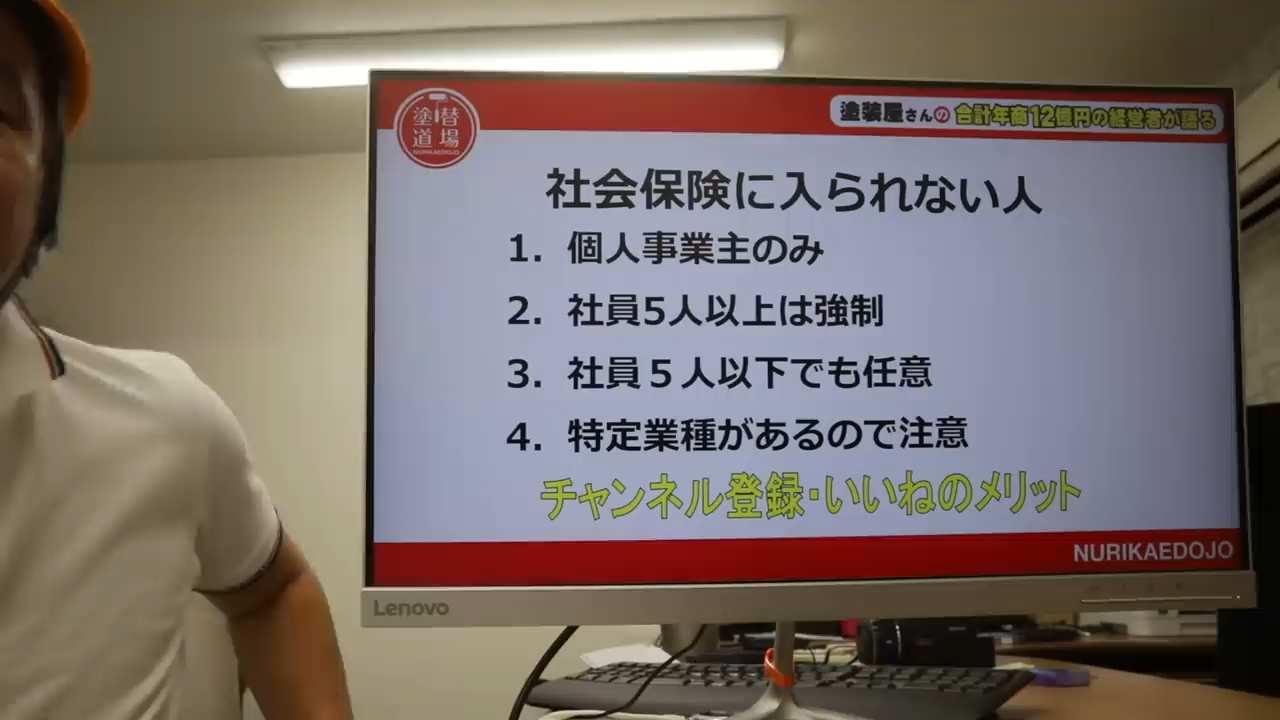 塗替
道場
NURIKAEDOJO
塗装屋さんの 合計年商12億円の経営者が語る
社会保険に入られない人
1. 個人事業主のみ
2. 社員5人以上は強制
3. 社員５人以下でも任意
4. 特定業種があるので注意
チャンネル登録・いいねのメリット
NURIKAEDOJO
Lenovo